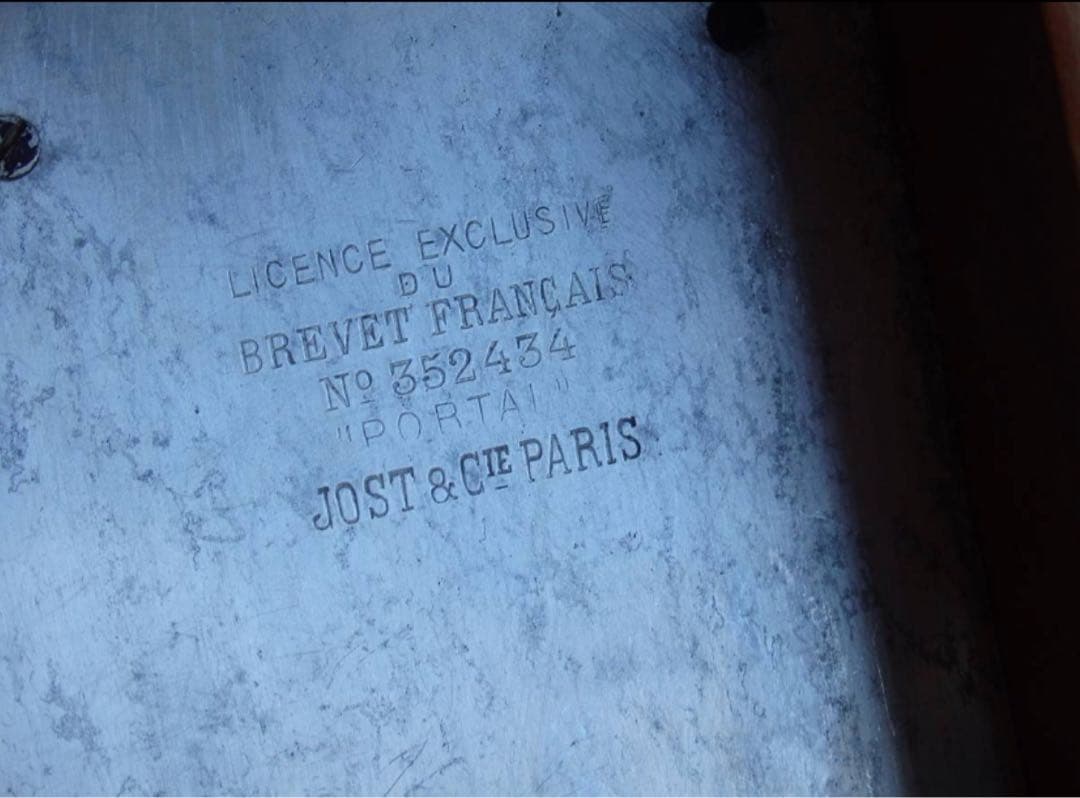 LICENCE EXCLUSIVE
DU
BREVET FRANÇAIS
Nº 352434
"PORTAL"
JOST & CIE PARIS